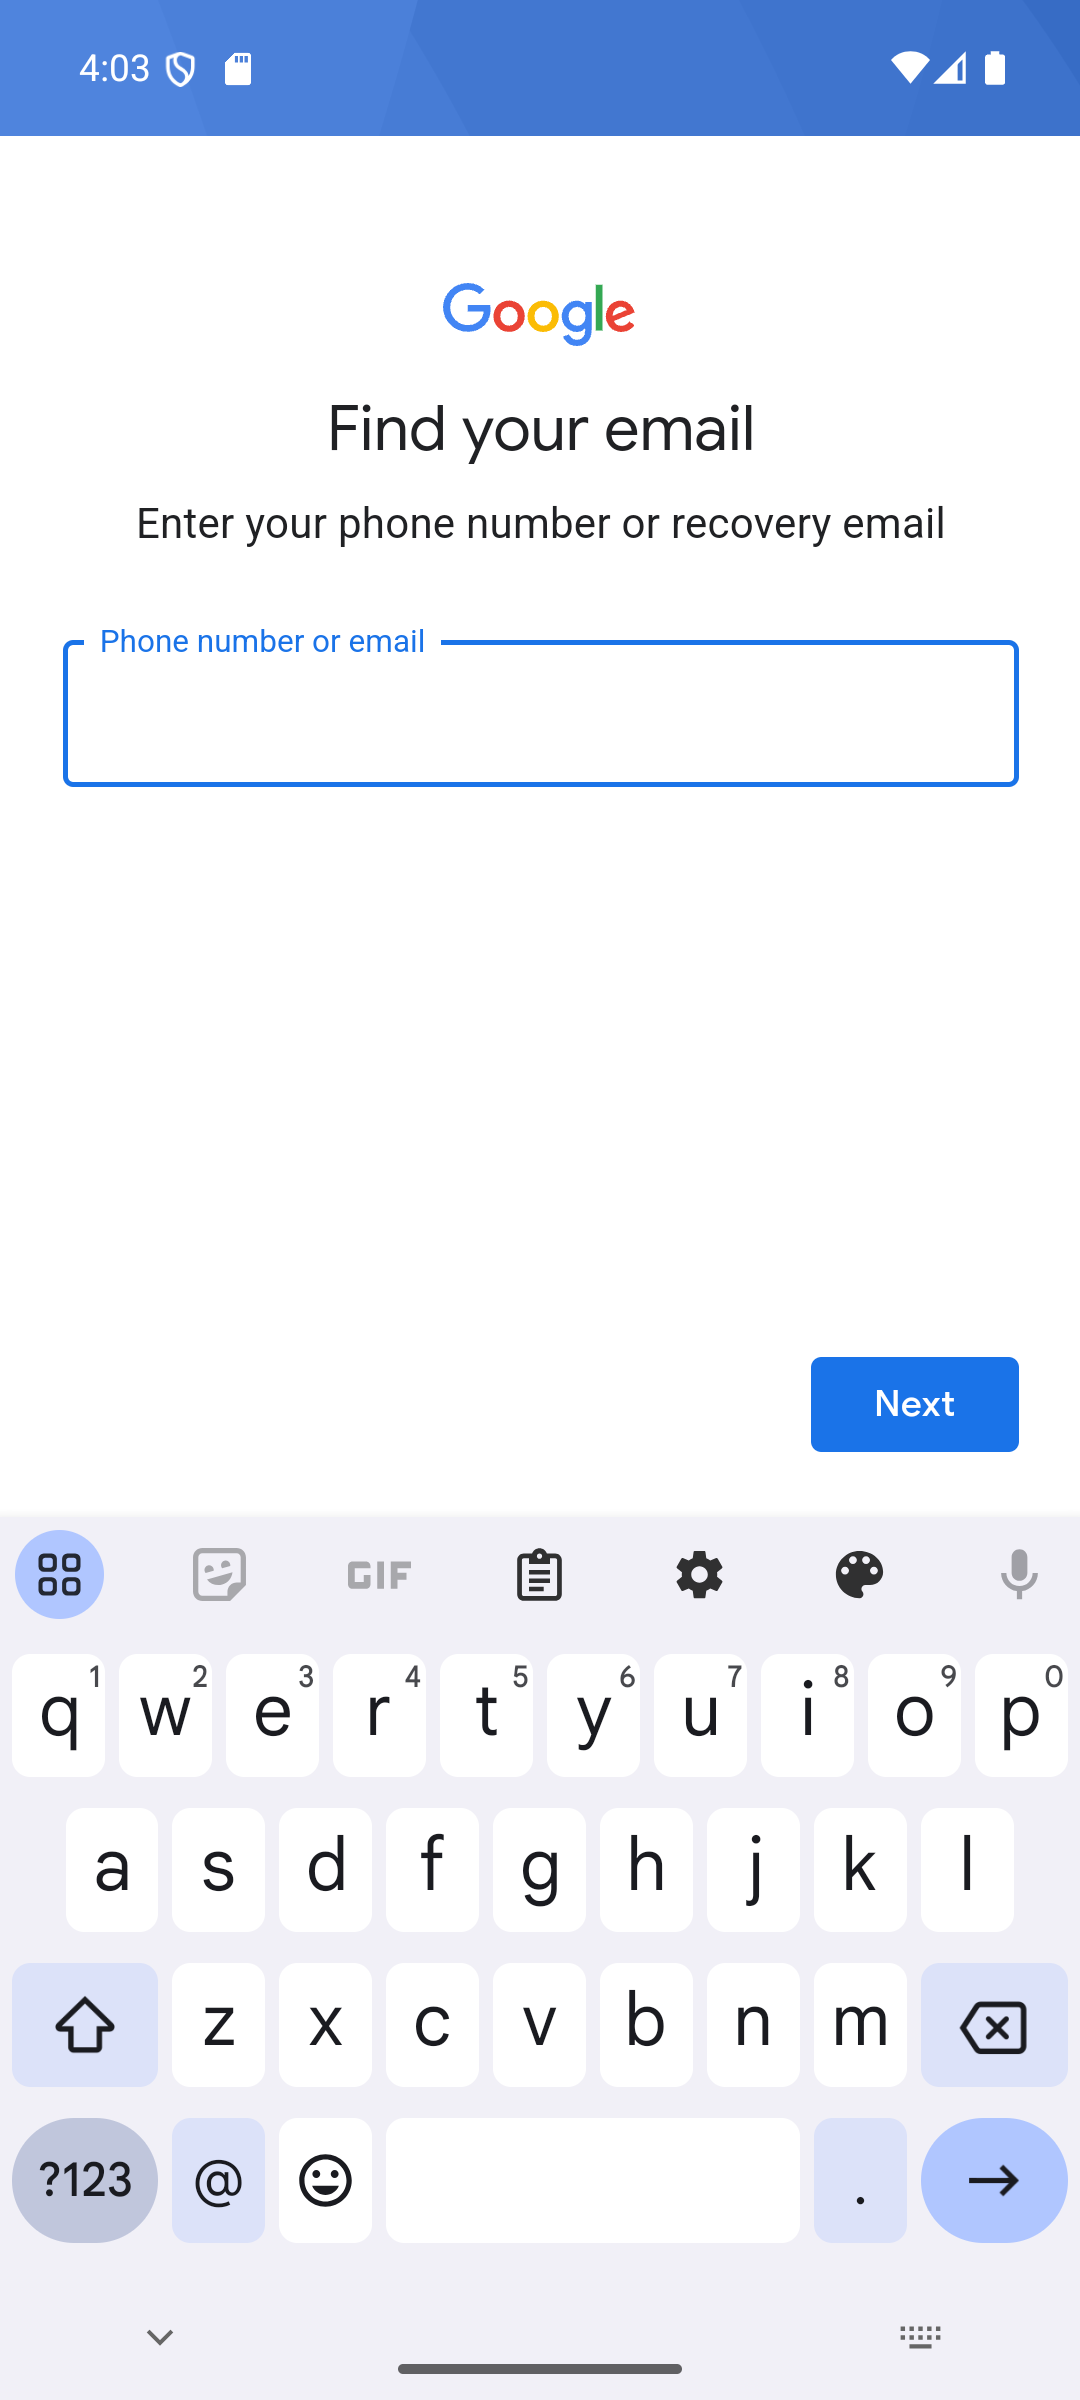 4:03
Google
Find your email
Enter your phone number or recovery email
Phone number or email
Next
GIF
q 1 w 2 e 3 r 4 t 5 y 6 u 7 i 8 o 9 p 0
a s d f g h j k l
z x c v b n m
?123 @ .